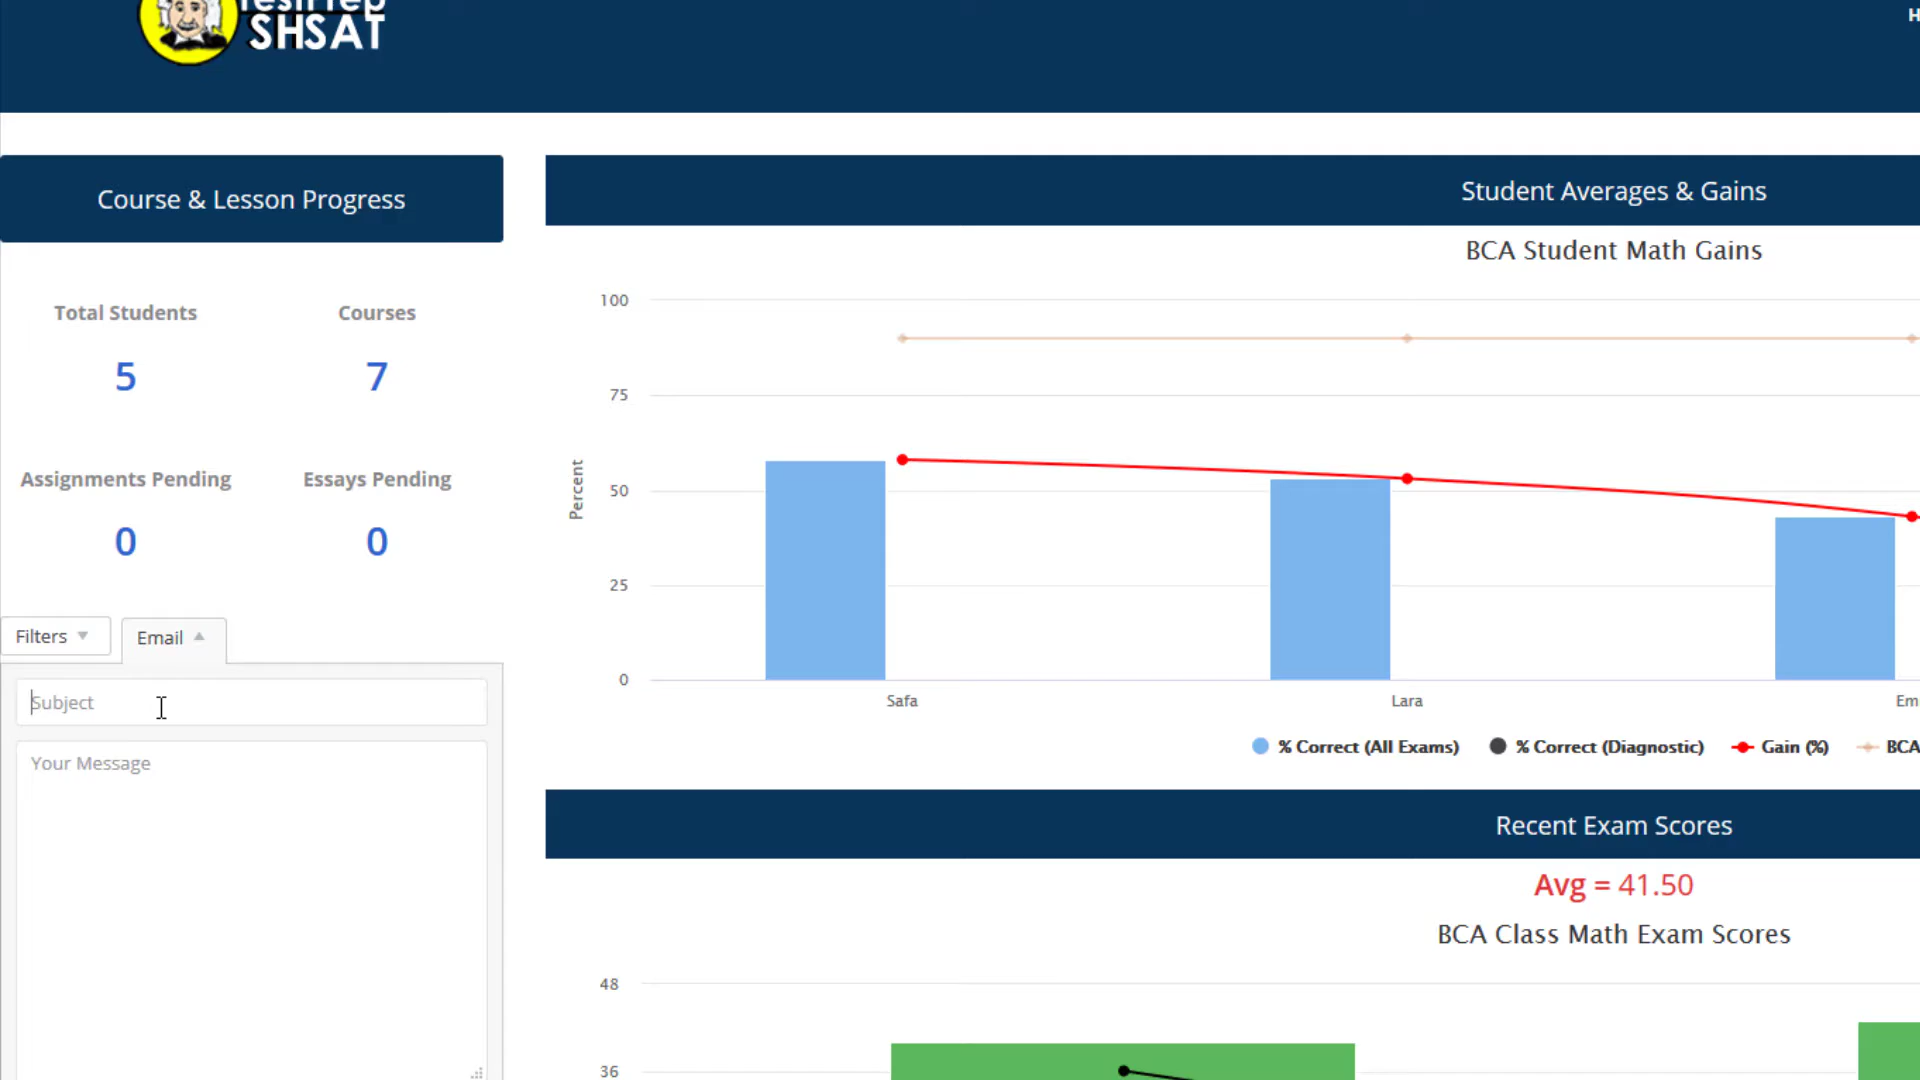 TestPrep
SHSAT
H
Course & Lesson Progress
Total Students
Courses
5
7
Assignments Pending
Essays Pending
0
0
Filters
Email
Subject
Your Message
Student Averages & Gains
BCA Student Math Gains
100
75
50
25
0
Percent
Safa
Lara
Em
% Correct (All Exams)
% Correct (Diagnostic)
Gain (%)
BCA
Recent Exam Scores
Avg = 41.50
BCA Class Math Exam Scores
48
36